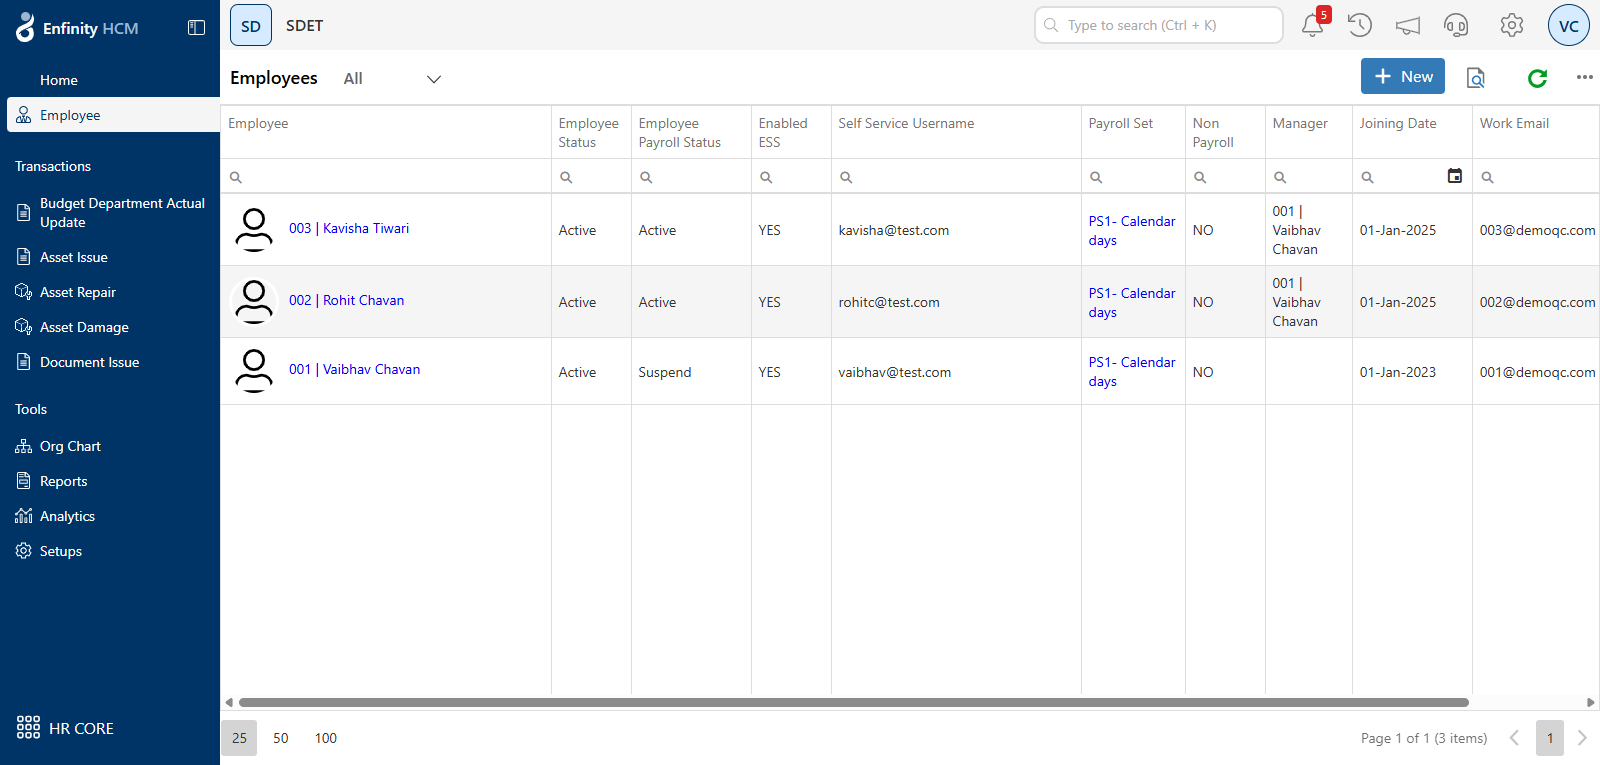 Enfinity HCM
SD SDET
Type to search (Ctrl + K)
5
VC
Home
Employee
Transactions
Budget Department Actual
Update
Asset Issue
Asset Repair
Asset Damage
Document Issue
Tools
Org Chart
Reports
Analytics
Setups
HR CORE
Employees All
New
Employee
Employee
Status
Employee
Payroll Status
Enabled
ESS
Self Service Username
Payroll Set
Non
Payroll
Manager
Joining Date
Work Email
003 | Kavisha Tiwari
Active
Active
YES
kavisha@test.com
PS1- Calendar
days
NO
001 |
Vaibhav
Chavan
01-Jan-2025
003@demoqc.com
002 | Rohit Chavan
Active
Active
YES
rohitc@test.com
PS1- Calendar
days
NO
001 |
Vaibhav
Chavan
01-Jan-2025
002@demoqc.com
001 | Vaibhav Chavan
Active
Suspend
YES
vaibhav@test.com
PS1- Calendar
days
NO
01-Jan-2023
001@demoqc.com
25 50 100
Page 1 of 1 (3 items)
1